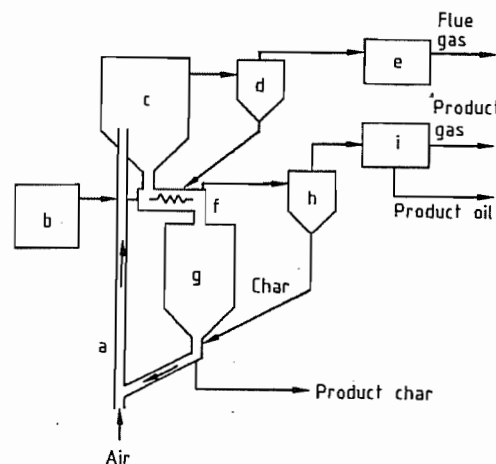 Flue
gas
d
e
c
Product
gas
i
h
b
f
Product oil
g
Char
a
Product char
Air